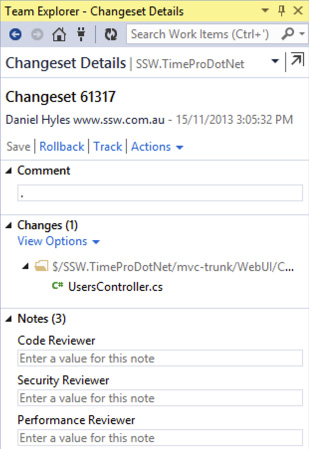 Team Explorer - Changeset Details
Search Work Items (Ctrl+')
Changeset Details | SSW.TimeProDotNet
Changeset 61317
Daniel Hyles www.ssw.com.au - 15/11/2013 3:05:32 PM
Save | Rollback | Track | Actions
Comment
.
Changes (1)
View Options
$/SSW.TimeProDotNet/mvc-trunk/WebUI/C...
C# UsersController.cs
Notes (3)
Code Reviewer
Enter a value for this note
Security Reviewer
Enter a value for this note
Performance Reviewer
Enter a value for this note